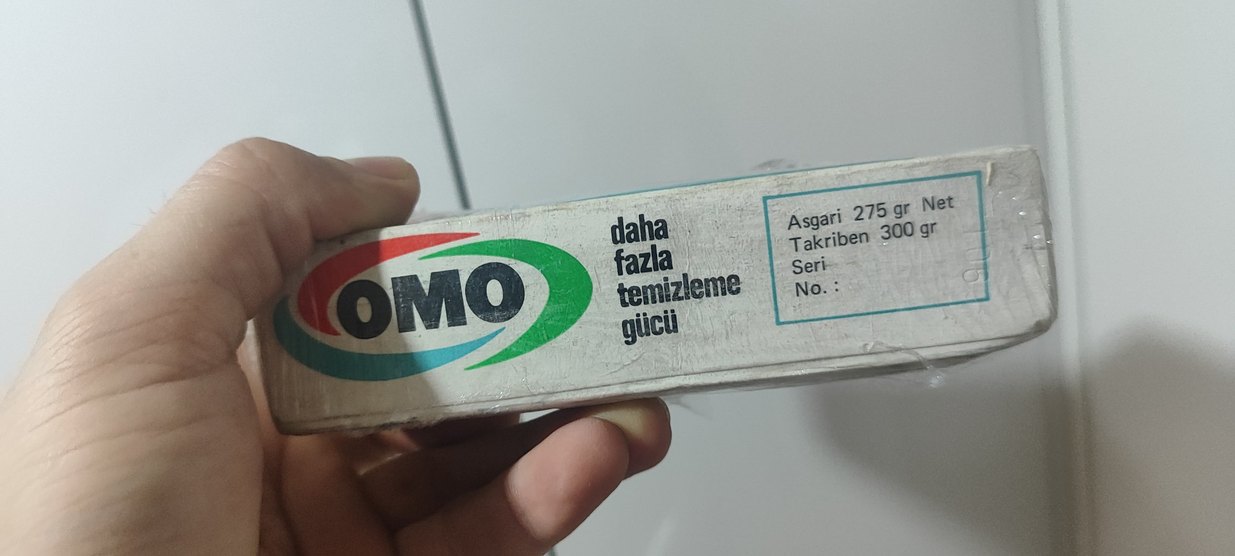 OMO
daha
fazla
temizleme
gücü
Asgari 275 gr Net
Takriben 300 gr
Seri
No. :